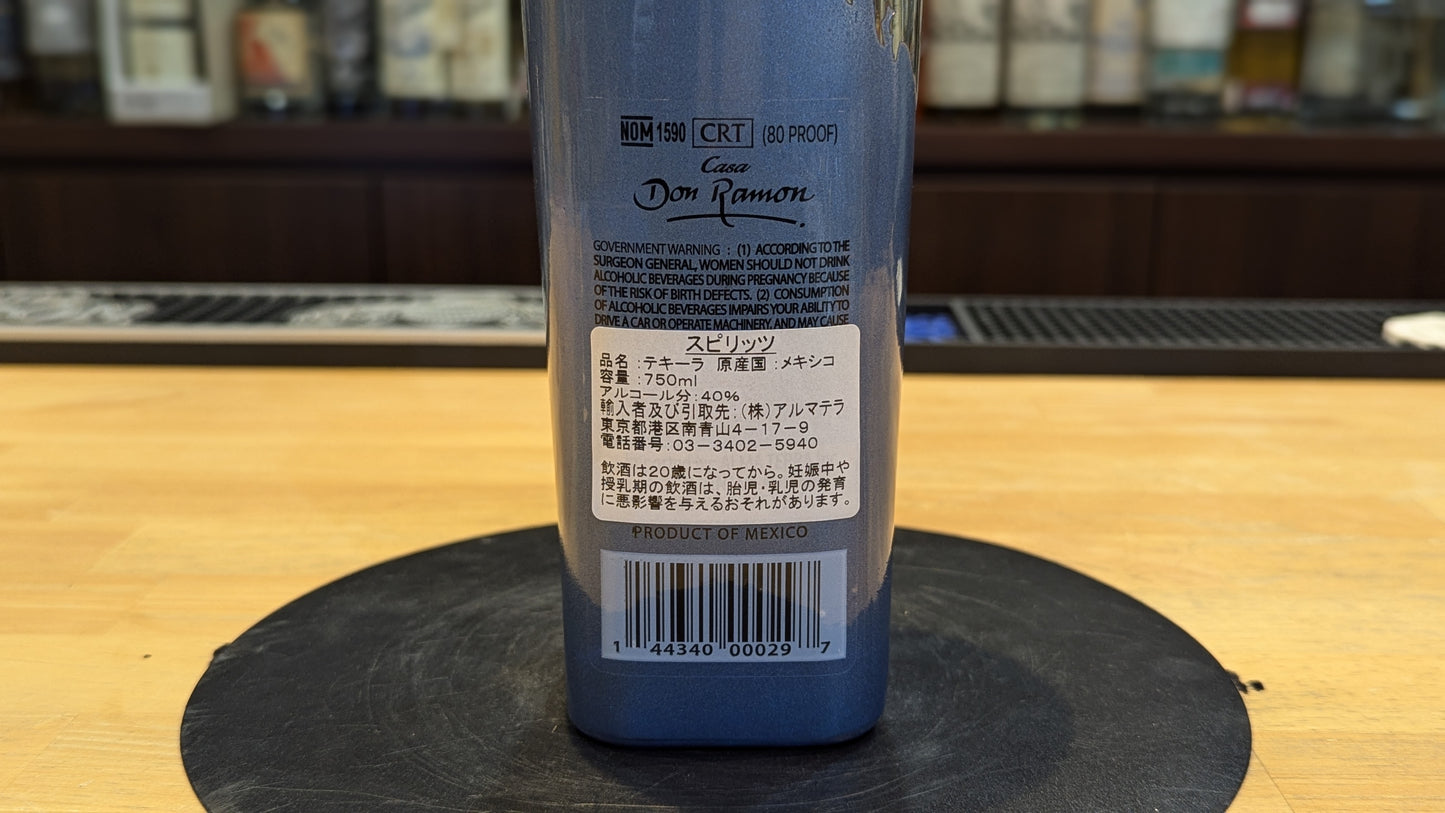 NOM 1590 CRT (80 PROOF)
Casa
Don Ramon
GOVERNMENT WARNING : (1) ACCORDING TO THE
SURGEON GENERAL, WOMEN SHOULD NOT DRINK
ALCOHOLIC BEVERAGES DURING PREGNANCY BECAUSE
OF THE RISK OF BIRTH DEFECTS. (2) CONSUMPTION
OF ALCOHOLIC BEVERAGES IMPAIRS YOUR ABILITY TO
DRIVE A CAR OR OPERATE MACHINERY, AND MAY CAUSE
スピリッツ
品名:テキーラ 原産国:メキシコ
容量:750ml
アルコール分:40%
輸入者及び引取先:(株)アルマテラ
東京都港区南青山4-17-9
電話番号:03-3402-5940
飲酒は20歳になってから。妊娠中や
授乳期の飲酒は、胎児・乳児の発育
に悪影響を与えるおそれがあります。
PRODUCT OF MEXICO
1 44340 00029 7